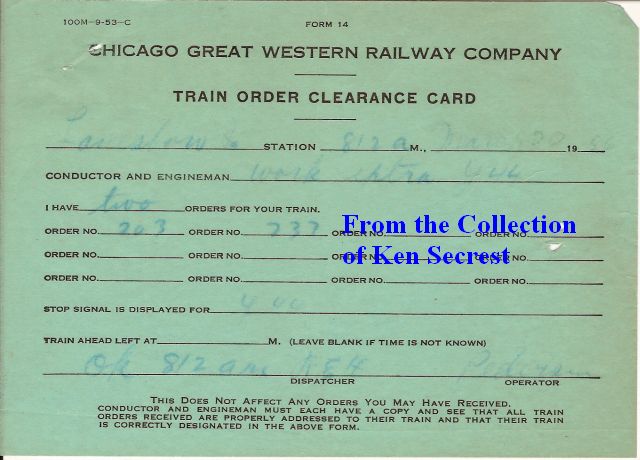 100M-9-53-C FORM 14
CHICAGO GREAT WESTERN RAILWAY COMPANY
TRAIN ORDER CLEARANCE CARD
STATION 812 a M., 19
CONDUCTOR AND ENGINEMAN work extra
I HAVE two ORDERS FOR YOUR TRAIN.
ORDER NO. 203 ORDER NO. 237 ORDER NO. ORDER NO.
From the Collection
ORDER NO. ORDER NO. ORDER NO. ORDER NO.
of Ken Secrest
ORDER NO. ORDER NO. ORDER NO. ORDER NO.
STOP SIGNAL IS DISPLAYED FOR
TRAIN AHEAD LEFT AT M. (LEAVE BLANK IF TIME IS NOT KNOWN)
OK 812 am
DISPATCHER OPERATOR
THIS DOES NOT AFFECT ANY ORDERS YOU MAY HAVE RECEIVED.
CONDUCTOR AND ENGINEMAN MUST EACH HAVE A COPY AND SEE THAT ALL TRAIN
ORDERS RECEIVED ARE PROPERLY ADDRESSED TO THEIR TRAIN AND THAT THEIR TRAIN
IS CORRECTLY DESIGNATED IN THE ABOVE FORM.